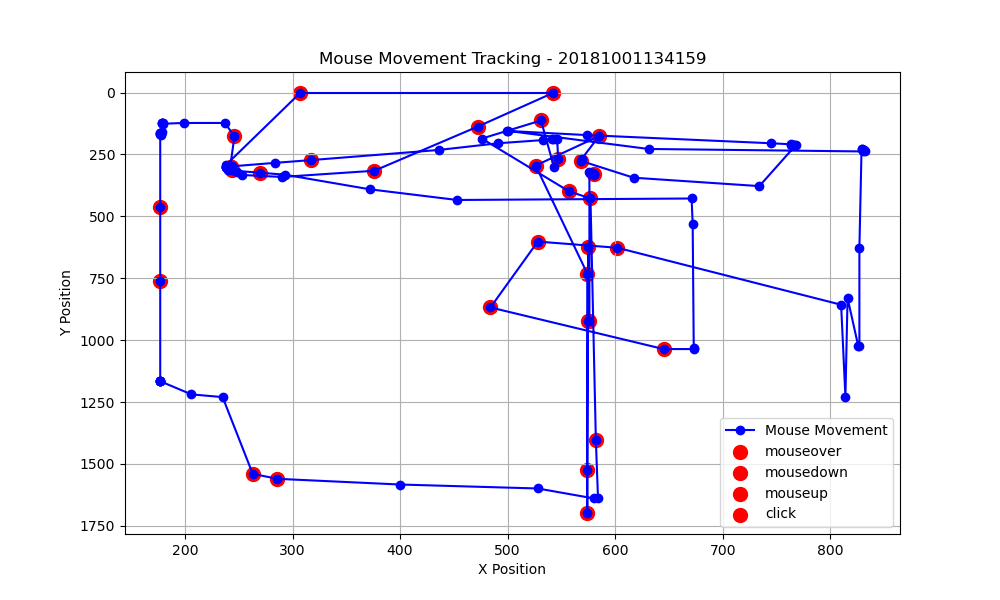 Mouse Movement Tracking - 20181001134159
0
250
500
750
1000
1250
1500
1750
Y Position
200
300
400
500
600
700
800
X Position
Mouse Movement
mouseover
mousedown
mouseup
click